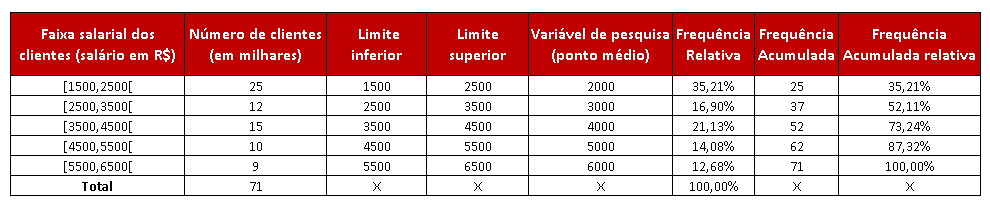 Faixa salarial dos clientes (salário em R$) Número de clientes (em milhares) Limite inferior Limite superior Variável de pesquisa (ponto médio) Frequência Relativa Frequência Acumulada Frequência Acumulada relativa
[1500,2500[ 25 1500 2500 2000 35,21% 25 35,21%
[2500,3500[ 12 2500 3500 3000 16,90% 37 52,11%
[3500,4500[ 15 3500 4500 4000 21,13% 52 73,24%
[4500,5500[ 10 4500 5500 5000 14,08% 62 87,32%
[5500,6500[ 9 5500 6500 6000 12,68% 71 100,00%
Total 71 X X X 100,00% X X